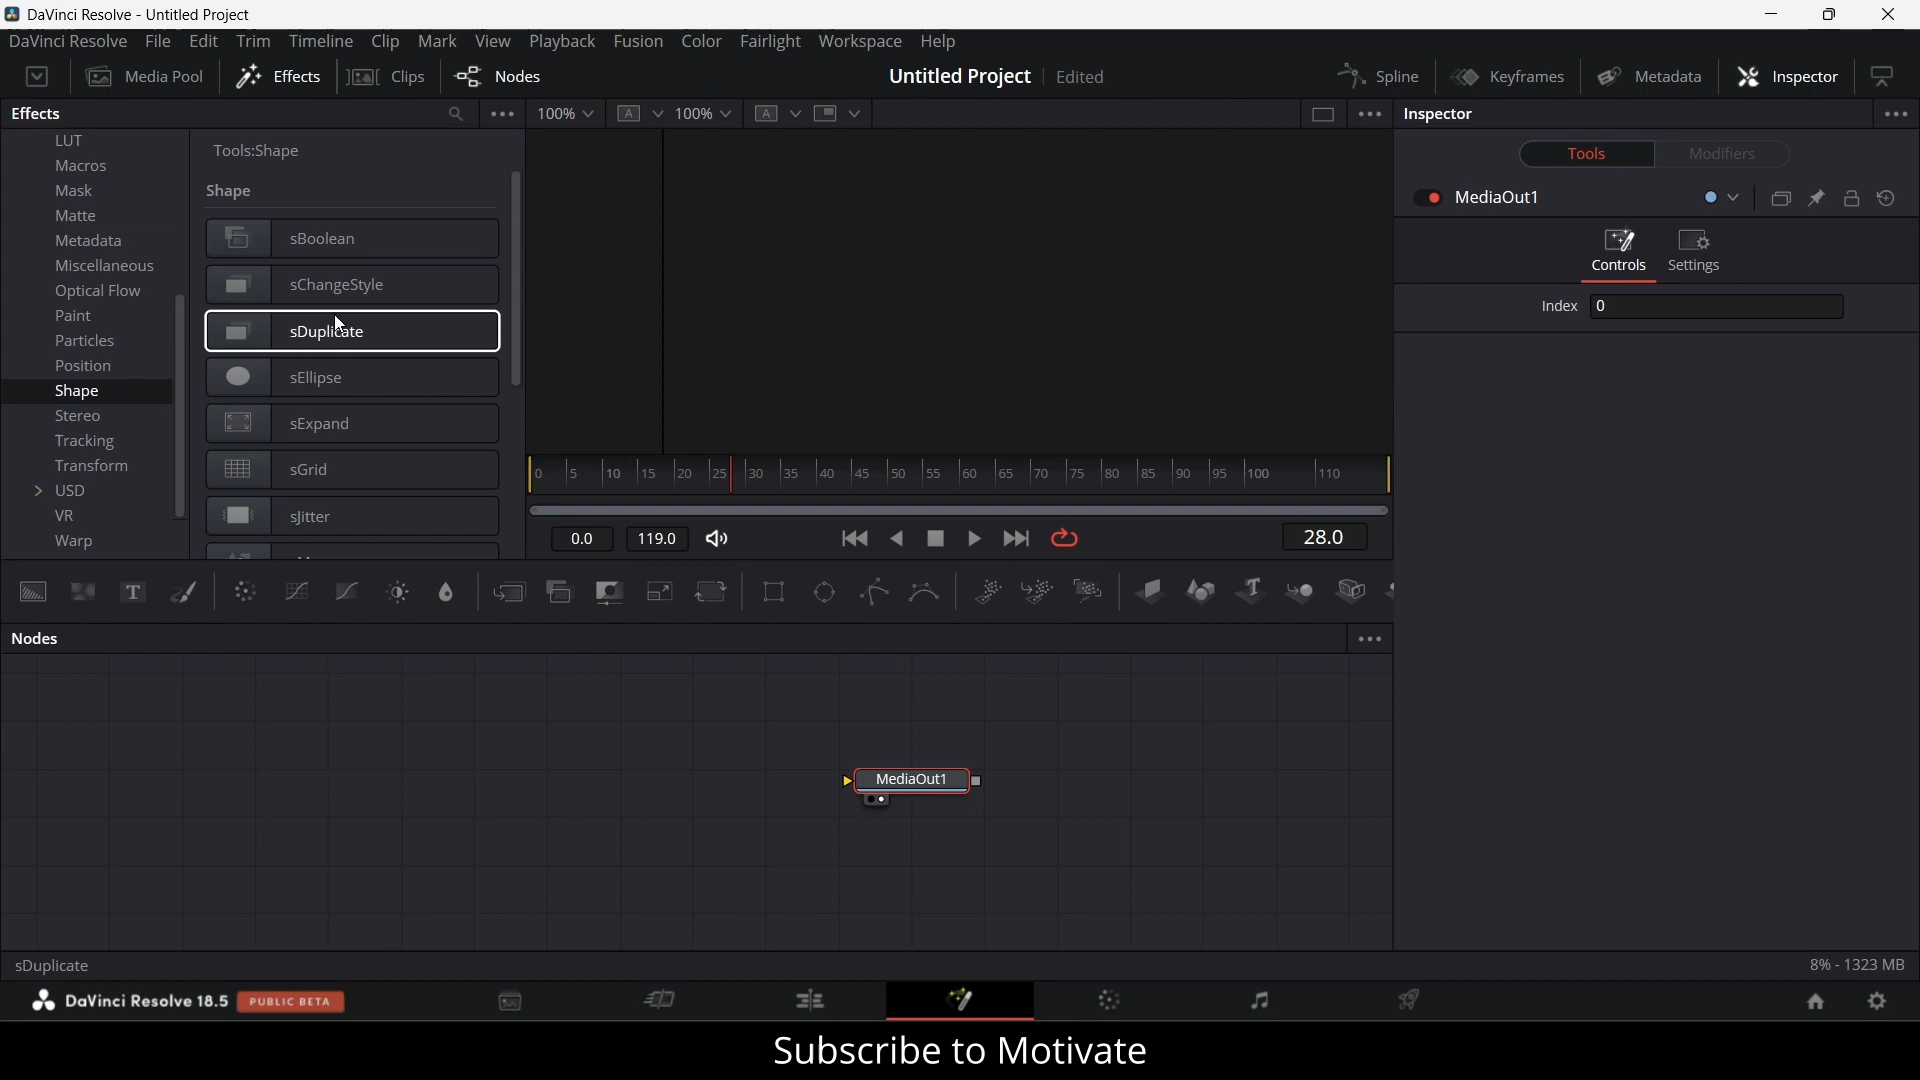 DaVinci Resolve - Untitled Project
DaVinci Resolve File Edit Trim Timeline Clip Mark View Playback Fusion Color Fairlight Workspace Help
Media Pool Effects Clips Nodes Untitled Project Edited Spline Keyframes Metadata Inspector
Effects 100% A 100% A Inspector
LUT
Macros
Mask
Matte
Metadata
Miscellaneous
Optical Flow
Paint
Particles
Position
Shape
Stereo
Tracking
Transform
USD
VR
Warp
Tools:Shape
Shape
sBoolean
sChangeStyle
sDuplicate
sEllipse
sExpand
sGrid
sJitter
0 5 10 15 20 25 30 35 40 45 50 55 60 65 70 75 80 85 90 95 100 110
0.0 119.0 28.0
Tools Modifiers
MediaOut1
Controls Settings
Index 0
T T
Nodes
MediaOut1
sDuplicate 8% - 1323 MB
DaVinci Resolve 18.5 PUBLIC BETA
Subscribe to Motivate